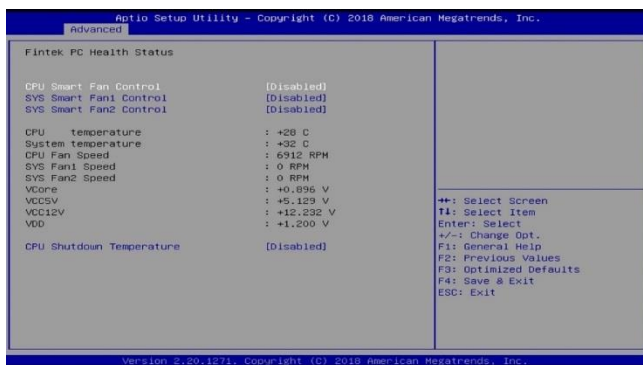 Aptio Setup Utility – Copyright (C) 2018 American Megatrends, Inc.
Advanced
Fintek PC Health Status
CPU Smart Fan Control [Disabled]
SYS Smart Fan1 Control [Disabled]
SYS Smart Fan2 Control [Disabled]
CPU temperature : +28 C
System temperature : +32 C
CPU Fan Speed : 6912 RPM
SYS Fan1 Speed : 0 RPM
SYS Fan2 Speed : 0 RPM
VCore : +0.896 V
VCC5V : +5.129 V
VCC12V : +12.232 V
VDD : +1.200 V
CPU Shutdown Temperature [Disabled]
→←: Select Screen
↑↓: Select Item
Enter: Select
+/-: Change Opt.
F1: General Help
F2: Previous Values
F3: Optimized Defaults
F4: Save & Exit
ESC: Exit
Version 2.20.1271. Copyright (C) 2018 American Megatrends, Inc.